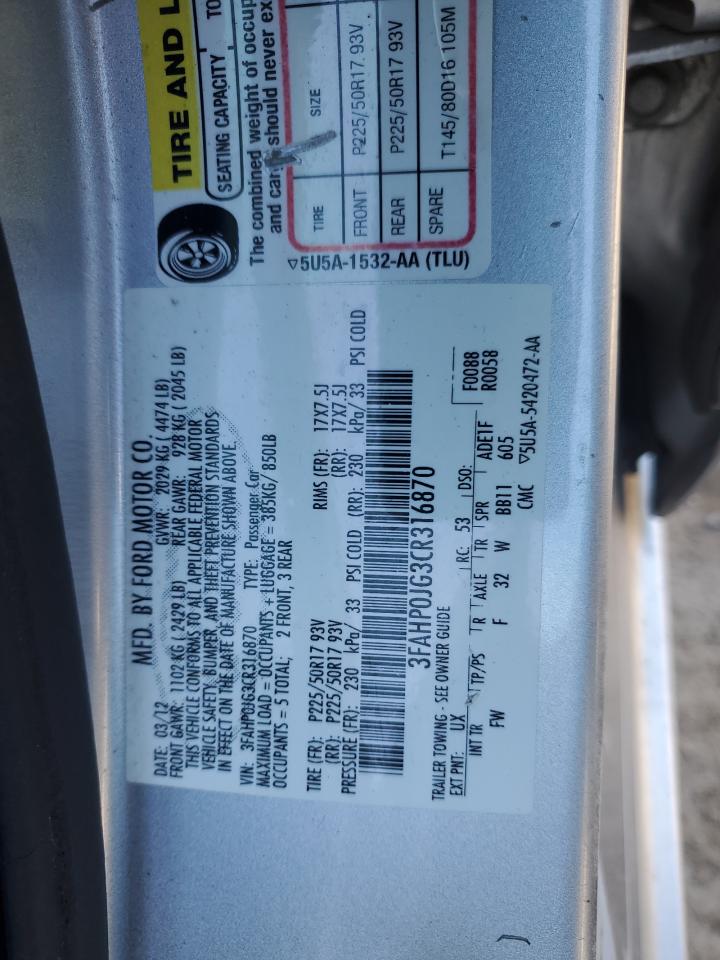 TIRE AND L
SEATING CAPACITY TO
The combined weight of occup
and car should never ex
TIRE SIZE
FRONT P225/50R17 93V
REAR P225/50R17 93V
SPARE T145/80D16 105M
▽5U5A-1532-AA (TLU)
MFD. BY FORD MOTOR CO.
DATE: 03/12 GVWR: 2029 KG ( 4474 LB)
FRONT GAWR: 1102 KG ( 2429 LB) REAR GAWR: 928 KG ( 2045 LB)
THIS VEHICLE CONFORMS TO ALL APPLICABLE FEDERAL MOTOR
VEHICLE SAFETY, BUMPER, AND THEFT PREVENTION STANDARDS
IN EFFECT ON THE DATE OF MANUFACTURE SHOWN ABOVE.
VIN: 3FAHP0JG3CR316870 TYPE: Passenger Car
MAXIMUM LOAD = OCCUPANTS + LUGGAGE = 385KG/ 850LB
OCCUPANTS = 5 TOTAL; 2 FRONT, 3 REAR
TIRE (FR): P225/50R17 93V RIMS (FR): 17X7.5J
(RR): P225/50R17 93V (RR): 17X7.5J
PRESSURE (FR): 230 kPa/ 33 PSI COLD (RR): 230 kPa/ 33 PSI COLD
3FAHP0JG3CR316870
TRAILER TOWING - SEE OWNER GUIDE
EXT PNT: UX RC: 53 DSO: F0088
INT TR TP/PS R AXLE TR SPR ADE1F R0058
FW F 32 W BB11 605
CMC ▽5U5A-5420472-AA